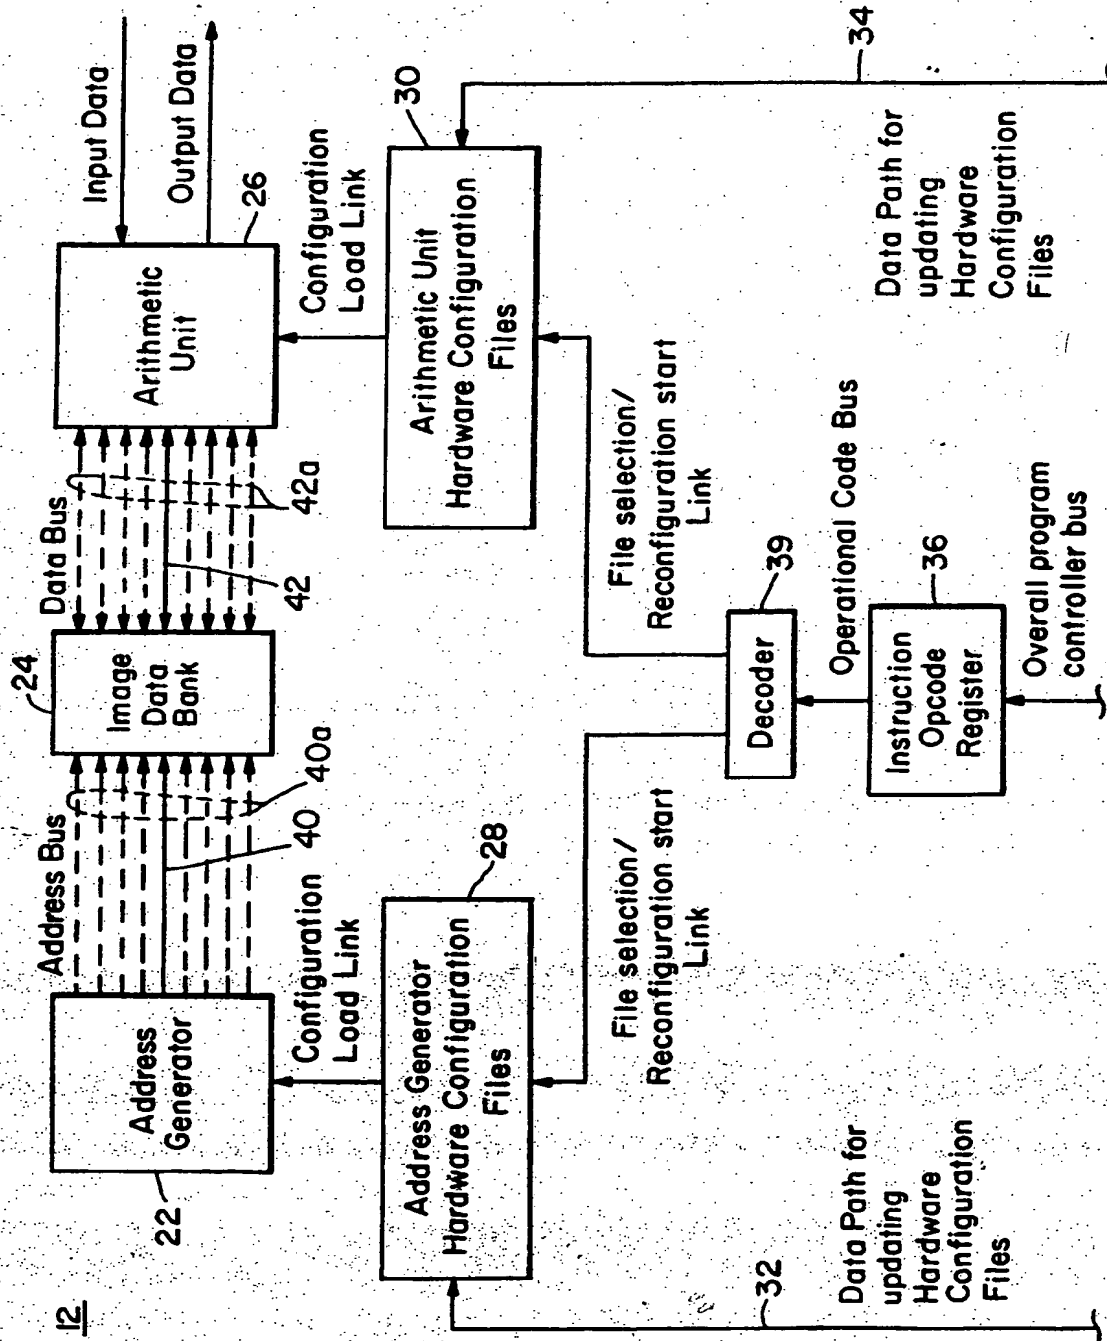 12
22
Address
Generator
Address Bus
40
40a
24
Image
Data
Bank
Data Bus
42
42a
Arithmetic
Unit
26
Input Data
Output Data
Configuration
Load Link
Configuration
Load Link
28
Address Generator
Hardware Configuration
Files
30
Arithmetic Unit
Hardware Configuration
Files
File selection/
Reconfiguration start
Link
File selection/
Reconfiguration start
Link
39
Decoder
Operational Code Bus
36
Instruction
Opcode
Register
Overall program
controller bus
32
Data Path for
updating
Hardware
Configuration
Files
34
Data Path for
updating
Hardware
Configuration
Files